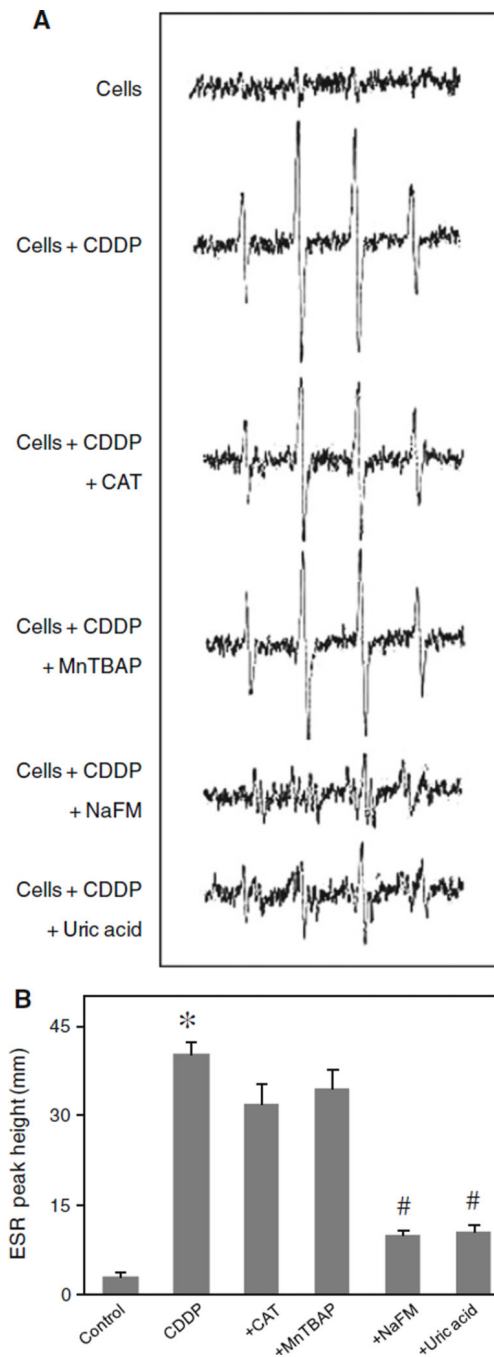 A
Cells
Cells + CDDP
Cells + CDDP
+ CAT
Cells + CDDP
+ MnTBAP
Cells + CDDP
+ NaFM
Cells + CDDP
+ Uric acid
B
ESR peak height (mm)
45
30
15
0
*
#
#
Control
CDDP
+CAT
+MnTBAP
+NaFM
+Uric acid